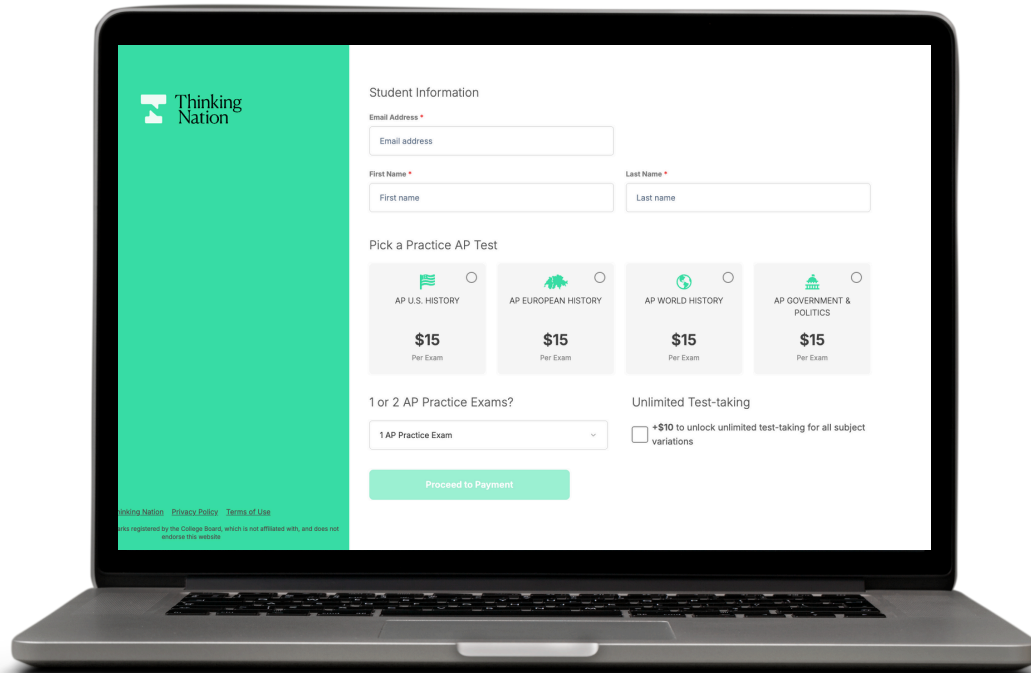 Thinking
Nation
Student Information
Email Address *
Email address
First Name *
Last Name *
First name
Last name
Pick a Practice AP Test
AP U.S. HISTORY
$15
Per Exam
AP EUROPEAN HISTORY
$15
Per Exam
AP WORLD HISTORY
$15
Per Exam
AP GOVERNMENT &
POLITICS
$15
Per Exam
1 or 2 AP Practice Exams?
1 AP Practice Exam
Unlimited Test-taking
+$10 to unlock unlimited test-taking for all subject
variations
Proceed to Payment
Nation Privacy Policy Terms of Use
registered by the College Board, which is not affiliated with, and does not
endorse this website